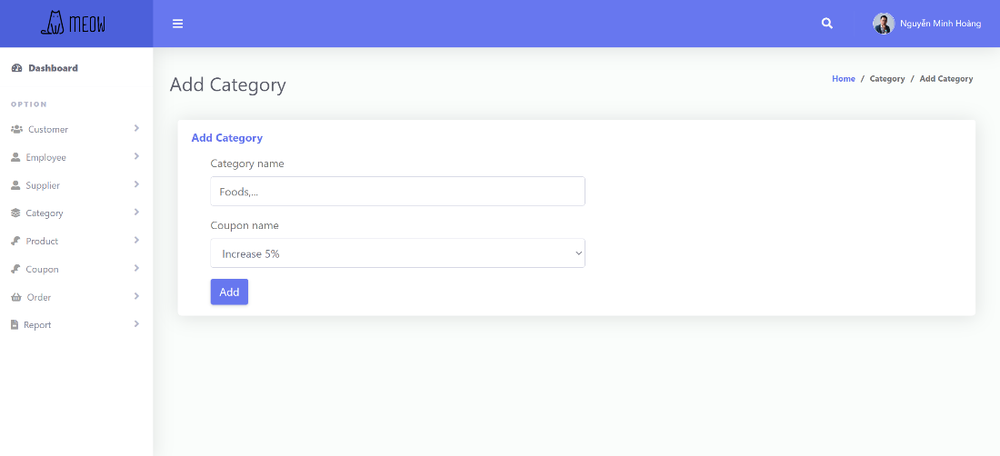 MEOW
Nguyễn Minh Hoàng
Dashboard
OPTION
Customer
Employee
Supplier
Category
Product
Coupon
Order
Report
Add Category
Home / Category / Add Category
Add Category
Category name
Foods,...
Coupon name
Increase 5%
Add